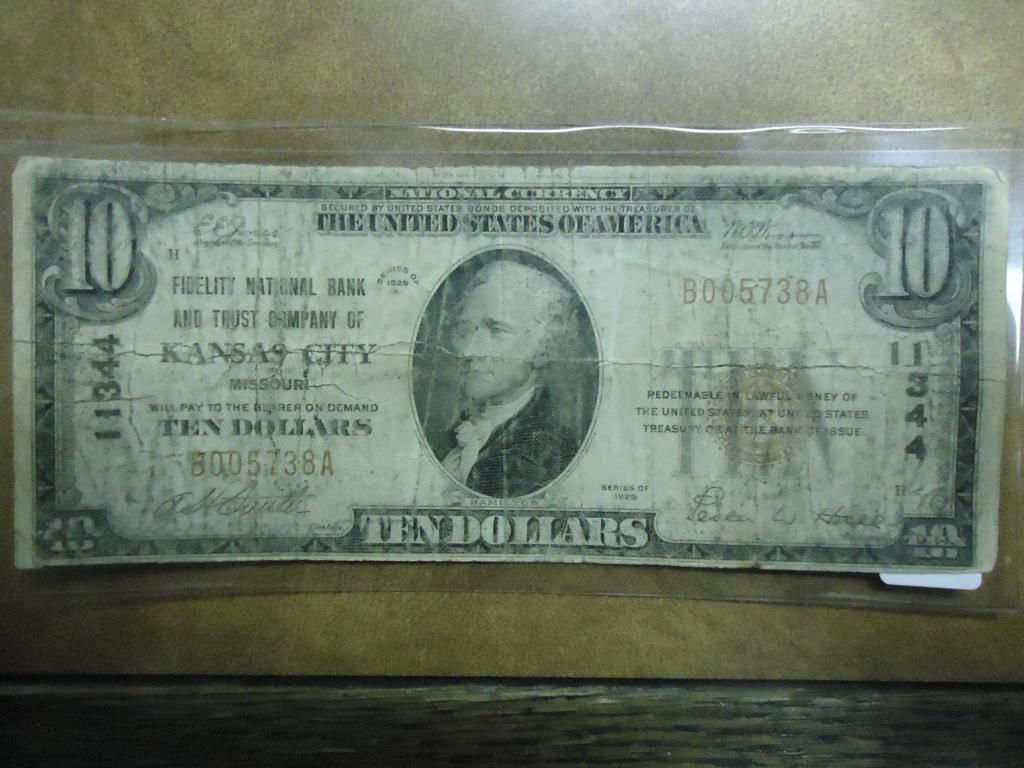 NATIONAL CURRENCY
SECURED BY UNITED STATES BONDS DEPOSITED WITH THE TREASURER OF
THE UNITED STATES OF AMERICA
10
10
H
FIDELITY NATIONAL BANK
AND TRUST COMPANY OF
KANSAS CITY
MISSOURI
WILL PAY TO THE BEARER ON DEMAND
TEN DOLLARS
B005738A
11344
SERIES OF
1929
B005738A
11344
TEN
REDEEMABLE IN LAWFUL MONEY OF
THE UNITED STATES AT UNITED STATES
TREASURY OR AT THE BANK OF ISSUE
SERIES OF
1929
H
HAMILTON
Cashier
10
TEN DOLLARS
10